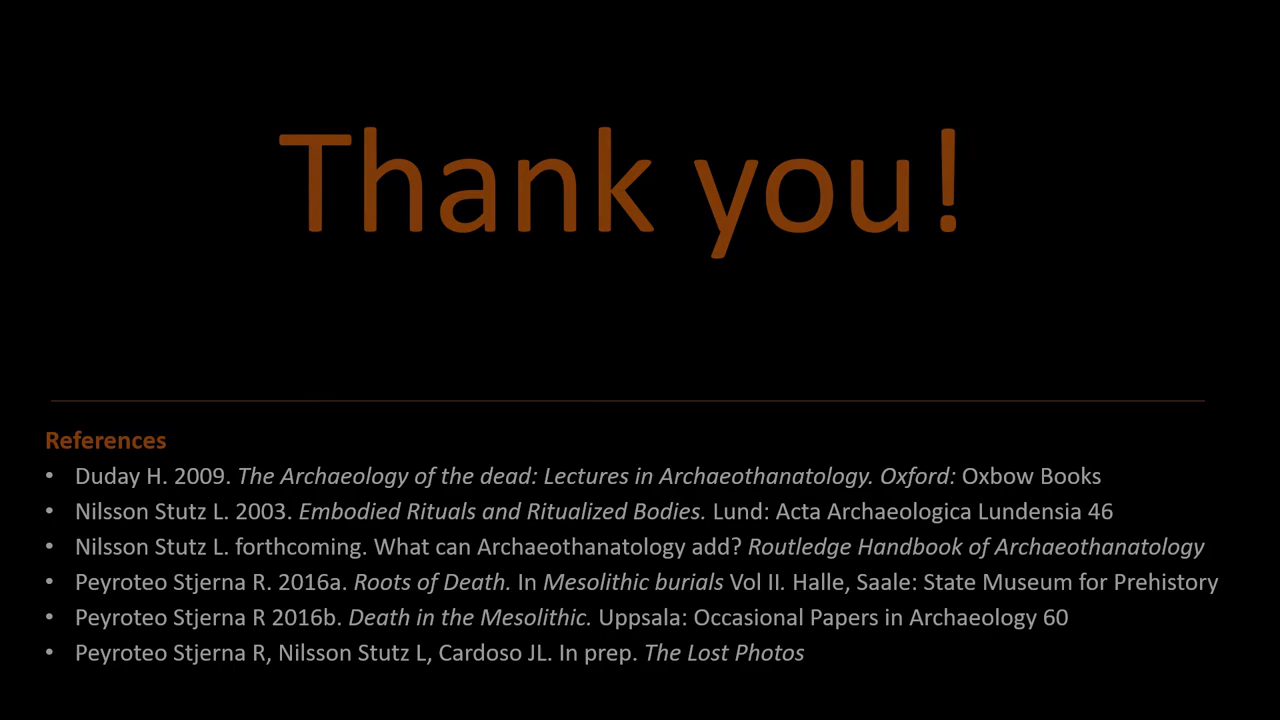 Thank you!
References
• Duday H. 2009. The Archaeology of the dead: Lectures in Archaeothanatology. Oxford: Oxbow Books
• Nilsson Stutz L. 2003. Embodied Rituals and Ritualized Bodies. Lund: Acta Archaeologica Lundensia 46
• Nilsson Stutz L. forthcoming. What can Archaeothanatology add? Routledge Handbook of Archaeothanatology
• Peyroteo Stjerna R. 2016a. Roots of Death. In Mesolithic burials Vol II. Halle, Saale: State Museum for Prehistory
• Peyroteo Stjerna R 2016b. Death in the Mesolithic. Uppsala: Occasional Papers in Archaeology 60
• Peyroteo Stjerna R, Nilsson Stutz L, Cardoso JL. In prep. The Lost Photos